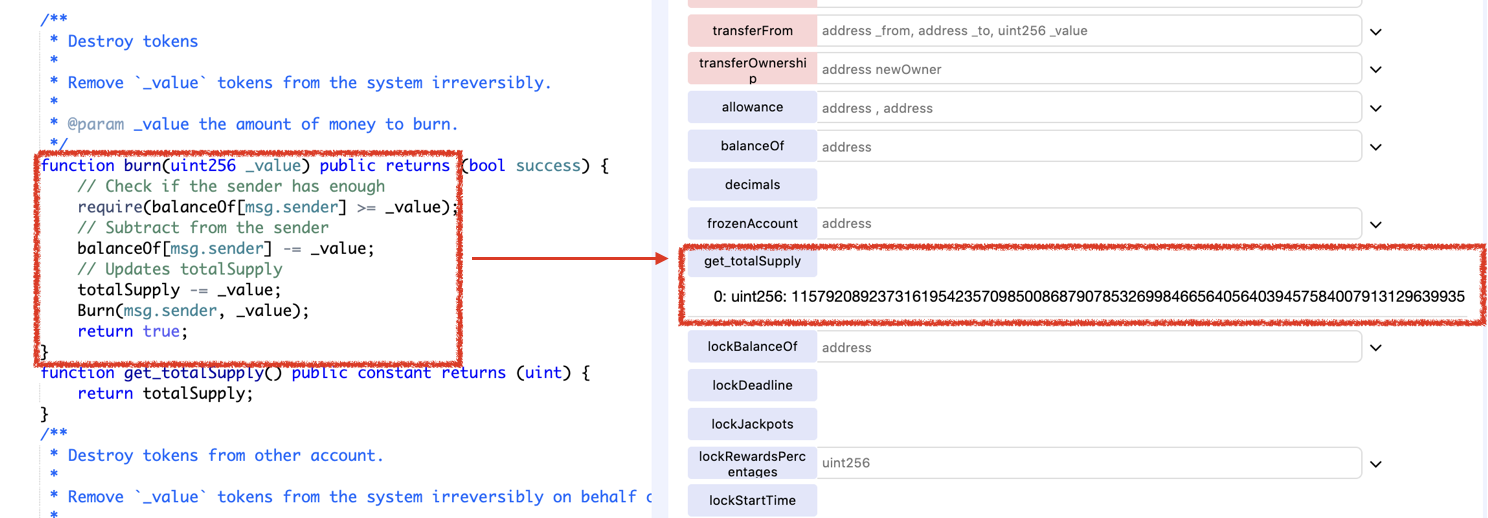 /**
* Destroy tokens
*
* Remove `_value` tokens from the system irreversibly.
*
* @param _value the amount of money to burn.
*/
function burn(uint256 _value) public returns (bool success) {
// Check if the sender has enough
require(balanceOf[msg.sender] >= _value);
// Subtract from the sender
balanceOf[msg.sender] -= _value;
// Updates totalSupply
totalSupply -= _value;
Burn(msg.sender, _value);
return true;
}
function get_totalSupply() public constant returns (uint) {
return totalSupply;
}
/**
* Destroy tokens from other account.
*
* Remove `_value` tokens from the system irreversibly on behalf o
*
transferFrom address _from, address _to, uint256 _value
transferOwnershi
p
address newOwner
allowance address , address
balanceOf address
decimals
frozenAccount address
get_totalSupply
0: uint256: 115792089237316195423570985008687907853269984665640564039457584007913129639935
lockBalanceOf address
lockDeadline
lockJackpots
lockRewardsPerc
entages
uint256
lockStartTime